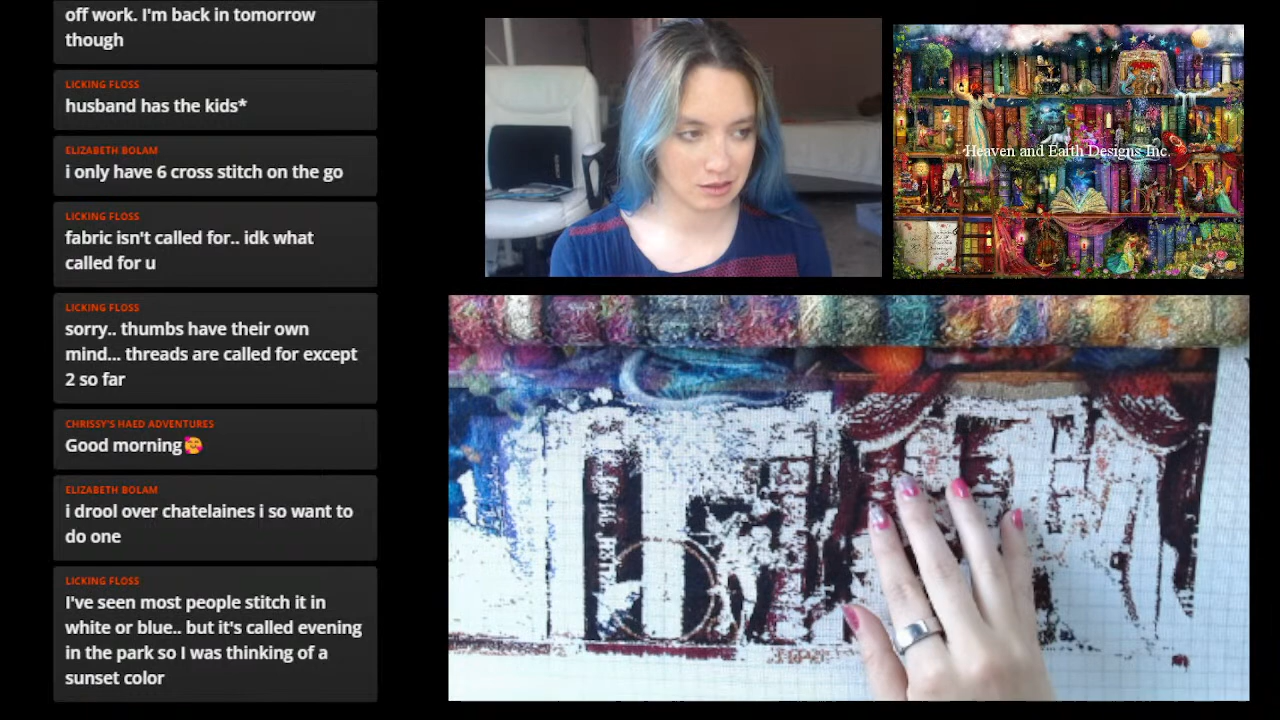 off work. I'm back in tomorrow
though
LICKING FLOSS
husband has the kids*
ELIZABETH BOLAM
i only have 6 cross stitch on the go
LICKING FLOSS
fabric isn't called for.. idk what
called for u
LICKING FLOSS
sorry.. thumbs have their own
mind... threads are called for except
2 so far
CHRISSY'S HAED ADVENTURES
Good morning🥰
ELIZABETH BOLAM
i drool over chatelaines i so want to
do one
LICKING FLOSS
I've seen most people stitch it in
white or blue.. but it's called evening
in the park so I was thinking of a
sunset color
Heaven and Earth Designs Inc.